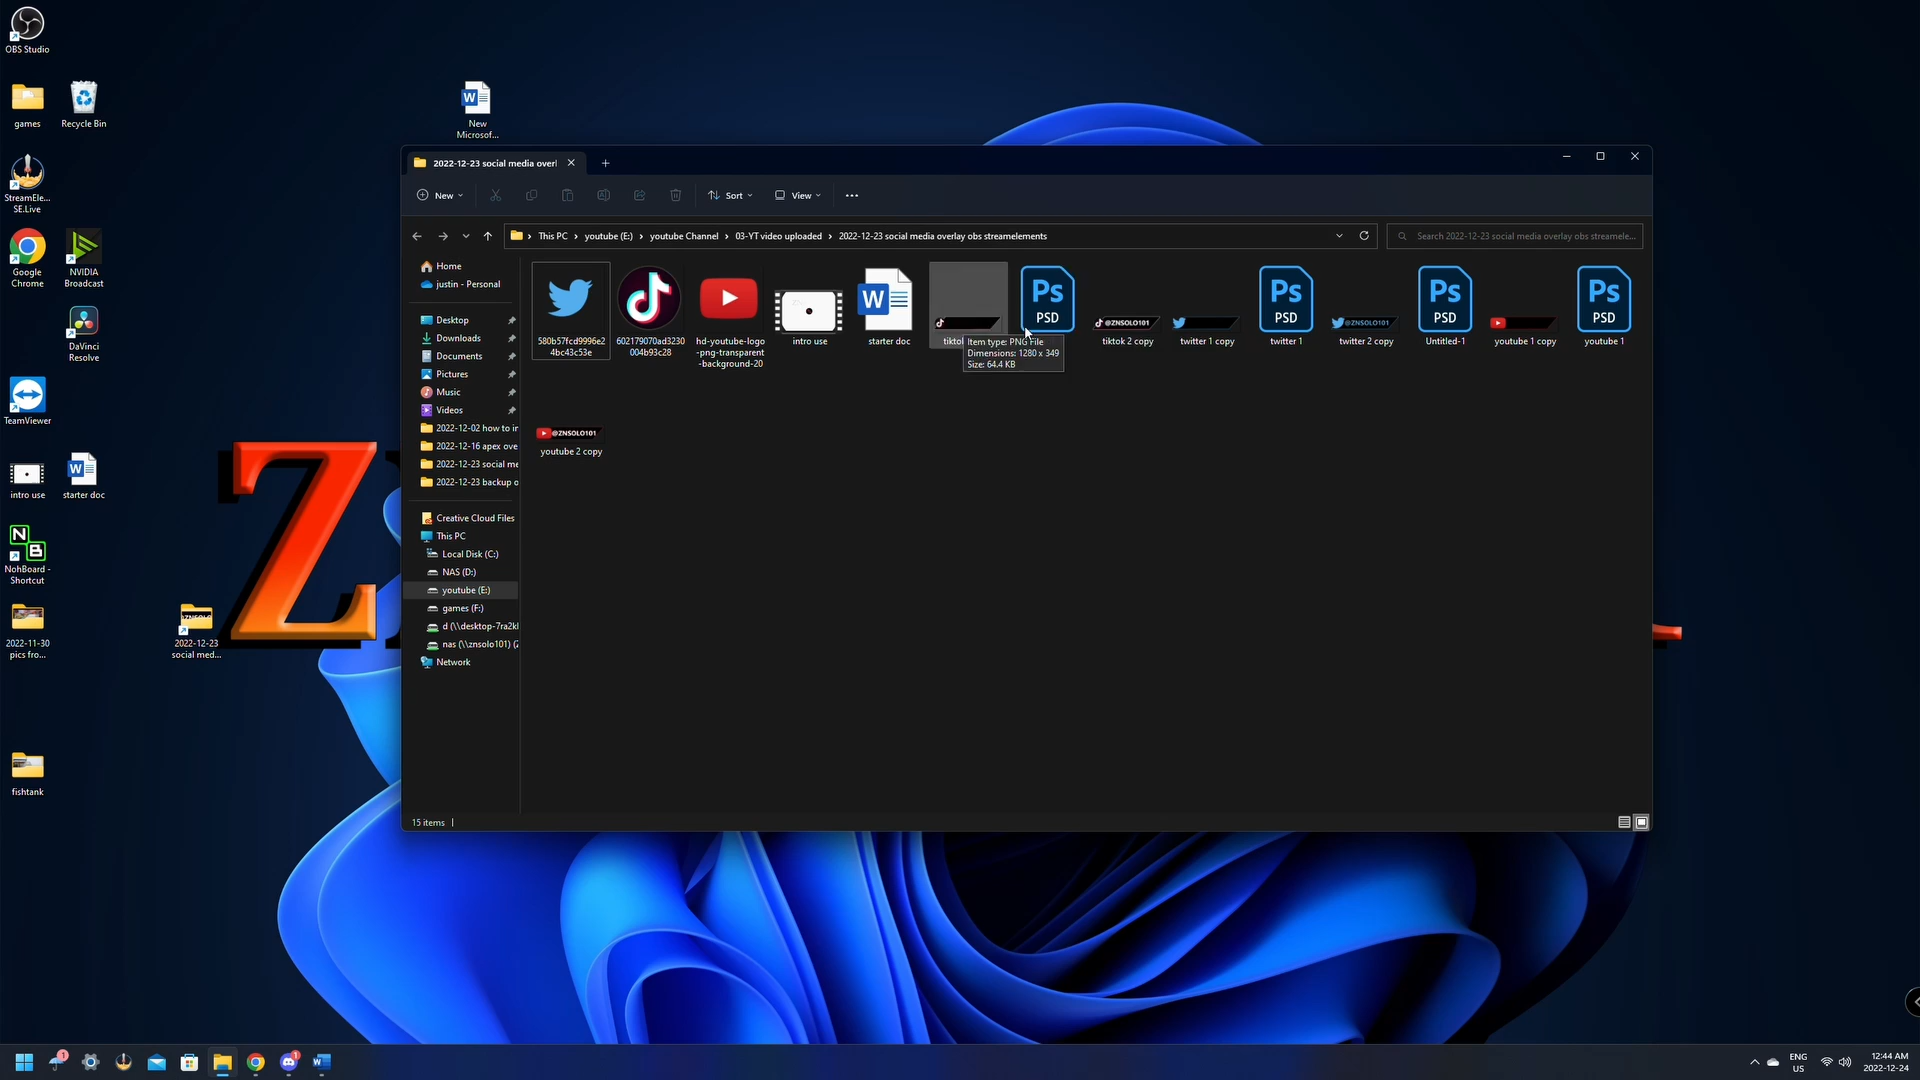 OBS Studio
games
Recycle Bin
New
Microsof...
StreamEle...
SE.Live
Google
Chrome
NVIDIA
Broadcast
DaVinci
Resolve
TeamViewer
intro use
starter doc
NohBoard -
Shortcut
2022-11-30
pics fro...
2022-12-23
social med...
fishtank
Z
2022-12-23 social media overl
New
Sort
View
This PC
youtube (E:)
youtube Channel
03-YT video uploaded
2022-12-23 social media overlay obs streamelements
Search 2022-12-23 social media overlay obs streamele...
Home
justin - Personal
Desktop
Downloads
Documents
Pictures
Music
Videos
2022-12-02 how to in
2022-12-16 apex ove
2022-12-23 social me
2022-12-23 backup o
Creative Cloud Files
This PC
Local Disk (C:)
NAS (D:)
youtube (E:)
games (F:)
d (\\desktop-7ra2kl
nas (\\znsolo101) (Z
Network
580b57fcd9996e2
4bc43c53e
602179070ad3230
004b93c28
hd-youtube-logo
-png-transparent
-background-20
intro use
starter doc
tiktok
Item type: PNG File
Dimensions: 1280 x 349
Size: 64.4 KB
Ps
PSD
@ZNSOLO101
tiktok 2 copy
twitter 1 copy
Ps
PSD
twitter 1
@ZNSOLO101
twitter 2 copy
Ps
PSD
Untitled-1
youtube 1 copy
Ps
PSD
youtube 1
@ZNSOLO101
youtube 2 copy
15 items
ENG
US
12:44 AM
2022-12-24